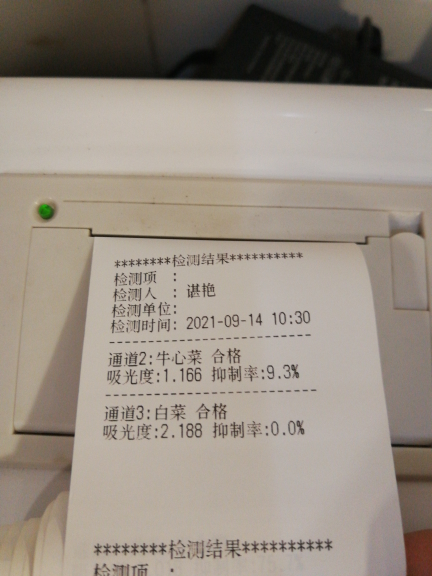 ********检测结果**********
检测项 :
检测人 : 谌艳
检测单位:
检测时间: 2021-09-14 10:30
--------------------------
通道2:牛心菜 合格
吸光度:1.166 抑制率:9.3%
--------------------------
通道3:白菜 合格
吸光度:2.188 抑制率:0.0%
********检测结果**********
检测项 :